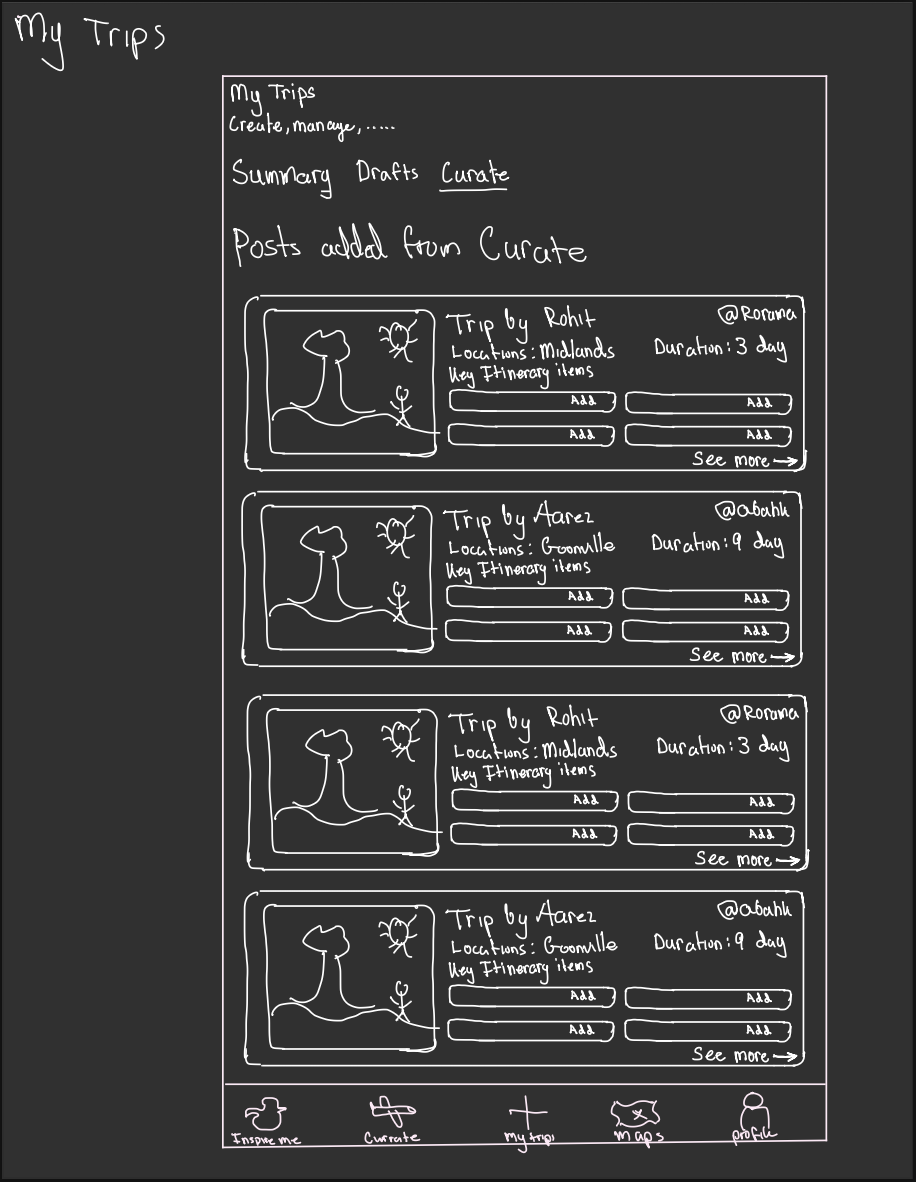 My Trips
My Trips
Create, manage, .....
Summary Drafts Curate
Posts added from Curate
Trip by Rohit @Rorama
Locations: Midlands Duration: 3 day
Key Itinerary items
Add Add
Add Add
See more →
Trip by Aarez @abahh
Locations: Goonville Duration: 9 day
Key Itinerary items
Add Add
Add Add
See more →
Trip by Rohit @Rorama
Locations: Midlands Duration: 3 day
Key Itinerary items
Add Add
Add Add
See more →
Trip by Aarez @abahh
Locations: Goonville Duration: 9 day
Key Itinerary items
Add Add
Add Add
See more →
Inspire me Currate My trips Maps profile